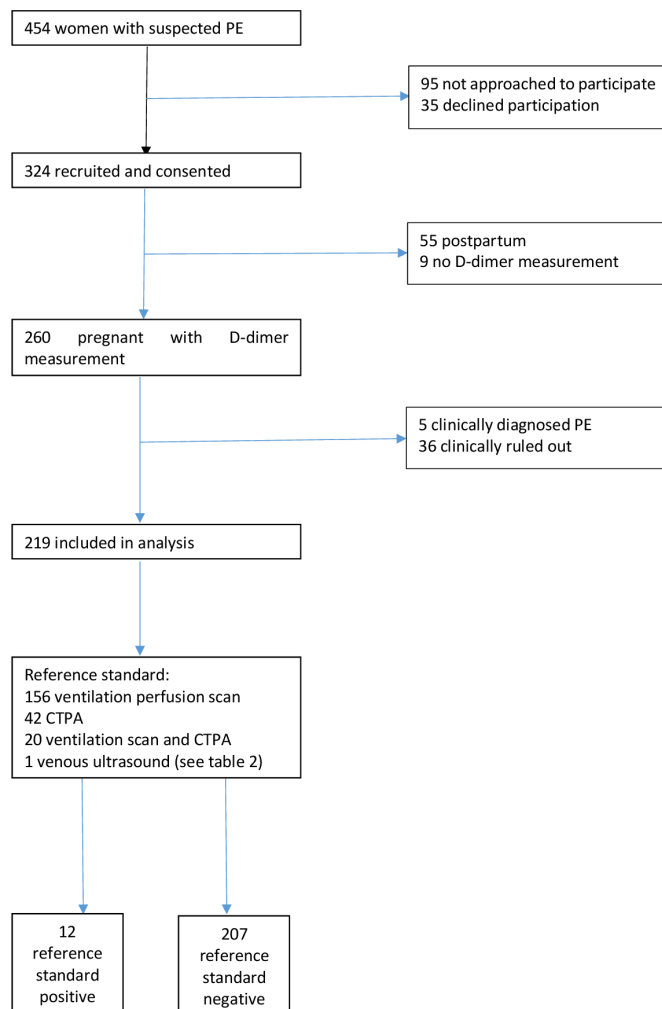 454 women with suspected PE
95 not approached to participate
35 declined participation
324 recruited and consented
55 postpartum
9 no D-dimer measurement
260 pregnant with D-dimer
measurement
5 clinically diagnosed PE
36 clinically ruled out
219 included in analysis
Reference standard:
156 ventilation perfusion scan
42 CTPA
20 ventilation scan and CTPA
1 venous ultrasound (see table 2)
12
reference
standard
positive
207
reference
standard
negative